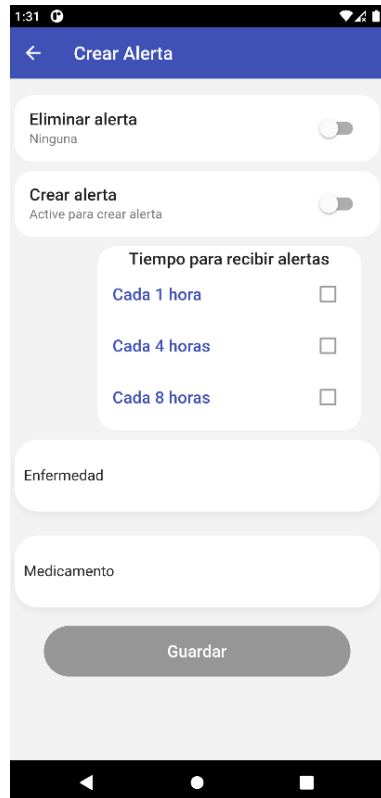 1:31
Crear Alerta
Eliminar alerta
Ninguna
Crear alerta
Active para crear alerta
Tiempo para recibir alertas
Cada 1 hora
Cada 4 horas
Cada 8 horas
Enfermedad
Medicamento
Guardar